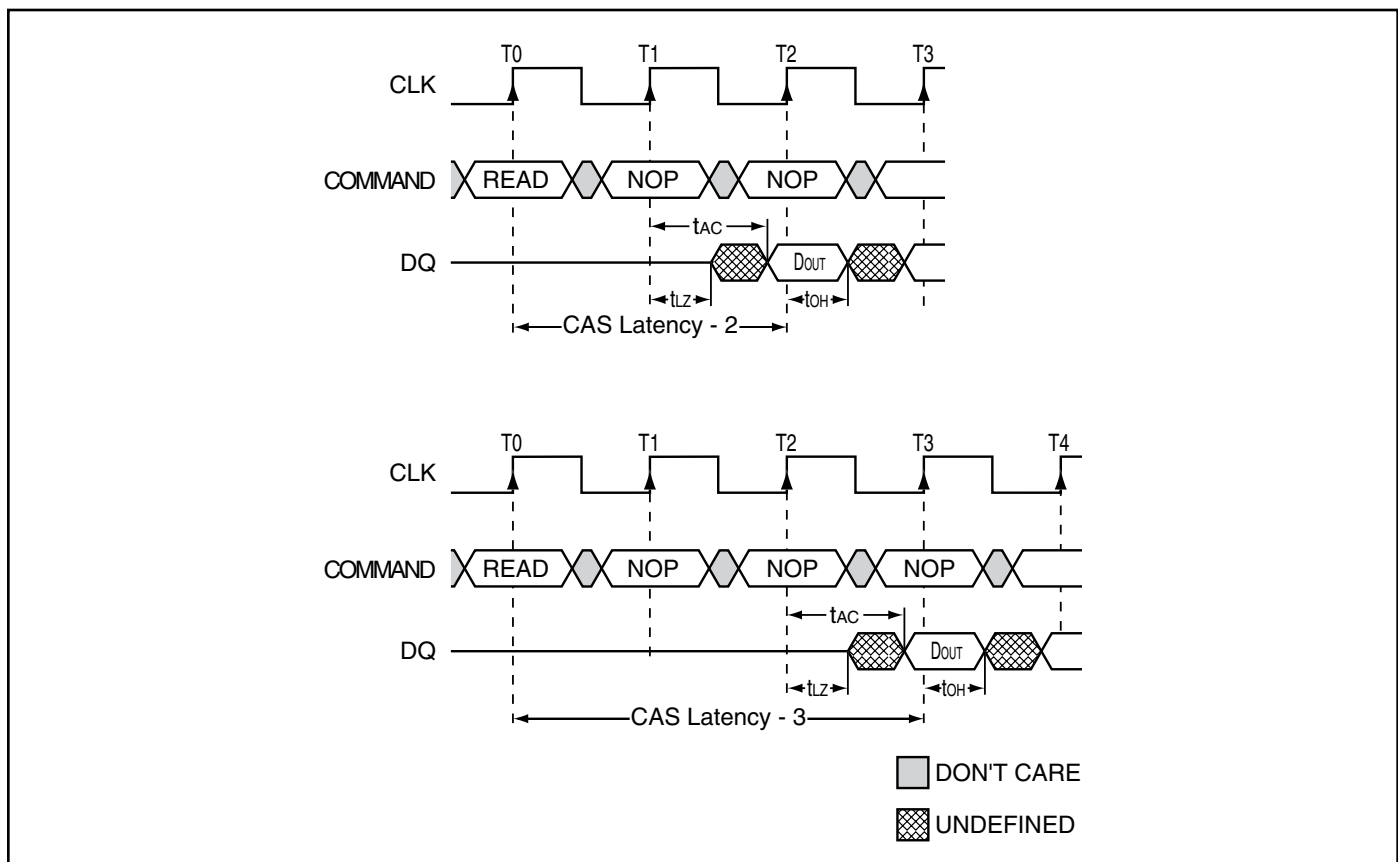 T0 T1 T2 T3
CLK
COMMAND READ NOP NOP
tAC
DQ DOUT
tLZ tOH
CAS Latency - 2
T0 T1 T2 T3 T4
CLK
COMMAND READ NOP NOP NOP
tAC
DQ DOUT
tLZ tOH
CAS Latency - 3
DON'T CARE
UNDEFINED